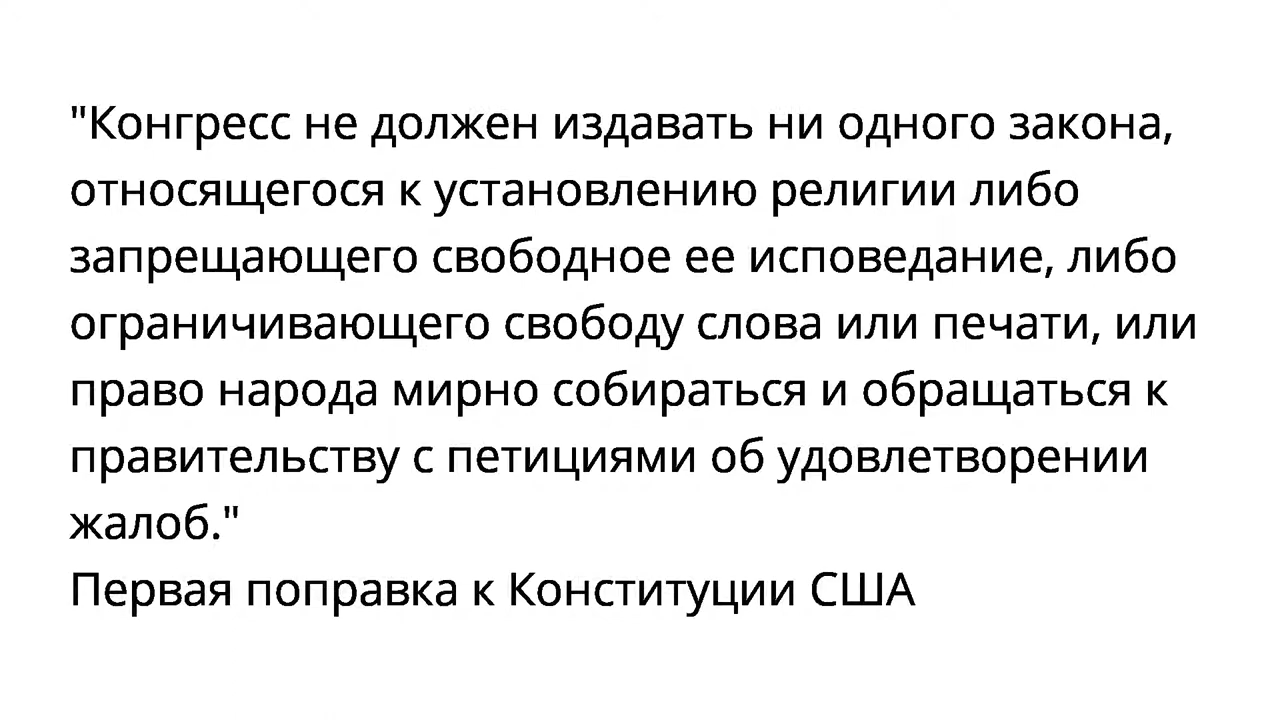 "Конгресс не должен издавать ни одного закона,
относящегося к установлению религии либо
запрещающего свободное ее исповедание, либо
ограничивающего свободу слова или печати, или
право народа мирно собираться и обращаться к
правительству с петициями об удовлетворении
жалоб."
Первая поправка к Конституции США